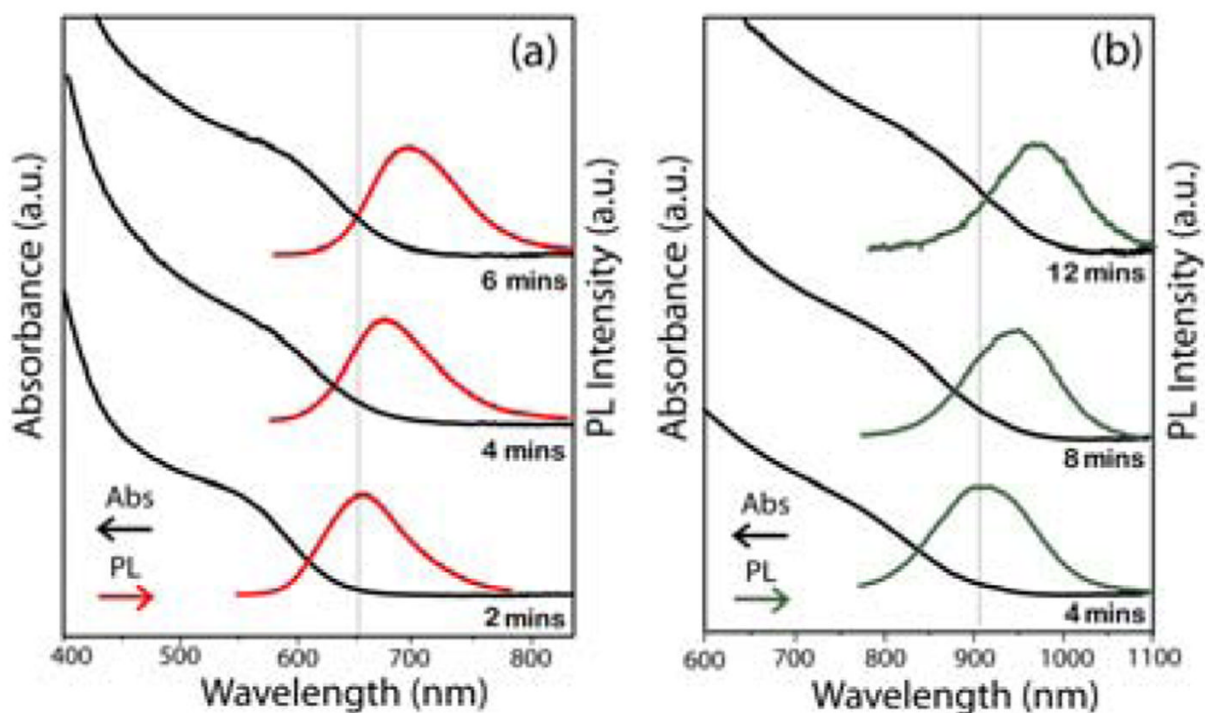 (a)
Absorbance (a.u.)
PL Intensity (a.u.)
6 mins
4 mins
2 mins
Abs
PL
400 500 600 700 800
Wavelength (nm)
(b)
Absorbance (a.u.)
PL Intensity (a.u.)
12 mins
8 mins
4 mins
Abs
PL
600 700 800 900 1000 1100
Wavelength (nm)